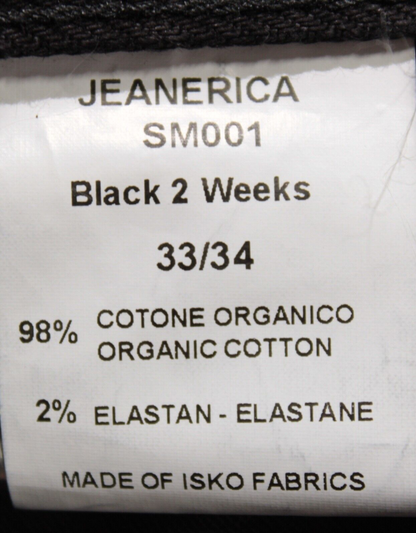 JEANERICA
SM001
Black 2 Weeks
33/34
98% COTONE ORGANICO
ORGANIC COTTON
2% ELASTAN - ELASTANE
MADE OF ISKO FABRICS